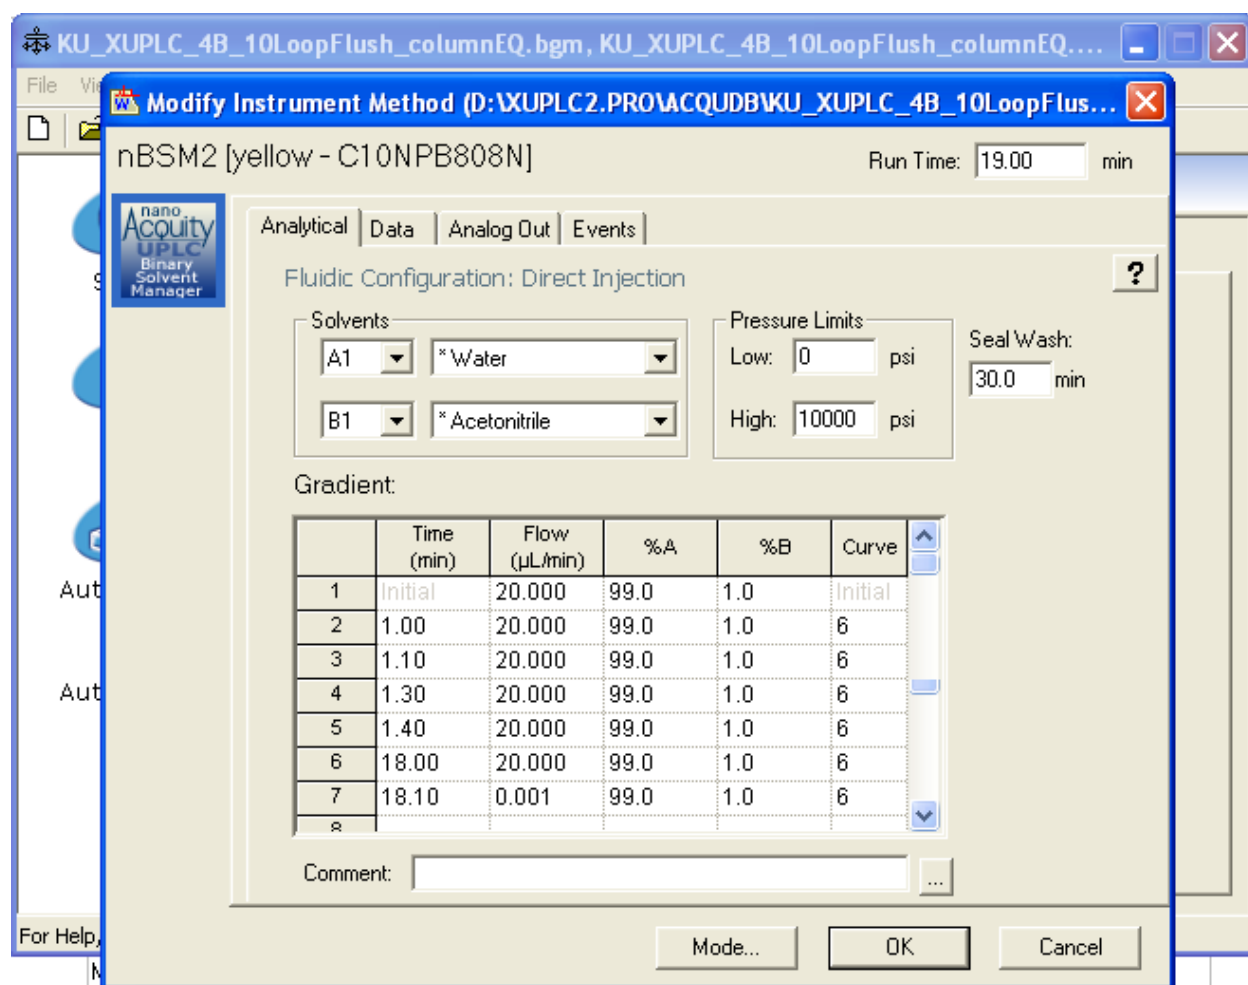 KU_XUPLC_4B_10LoopFlush_columnEQ.bgm, KU_XUPLC_4B_10LoopFlush_columnEQ....
File
Modify Instrument Method (D:\XUPLC2.PRO\ACQUDB\KU_XUPLC_4B_10LoopFlus...
nBSM2 [yellow - C10NPB808N]
Run Time: 19.00 min
nano
Acquity
UPLC
Binary
Solvent
Manager
Analytical Data Analog Out Events
Fluidic Configuration: Direct Injection
?
Solvents
A1 * Water
B1 * Acetonitrile
Pressure Limits
Low: 0 psi
High: 10000 psi
Seal Wash:
30.0 min
Gradient:
Time (min) Flow (µL/min) %A %B Curve
1 Initial 20.000 99.0 1.0 Initial
2 1.00 20.000 99.0 1.0 6
3 1.10 20.000 99.0 1.0 6
4 1.30 20.000 99.0 1.0 6
5 1.40 20.000 99.0 1.0 6
6 18.00 20.000 99.0 1.0 6
7 18.10 0.001 99.0 1.0 6
8
Comment: ...
Aut
Aut
For Help,
Mode... OK Cancel